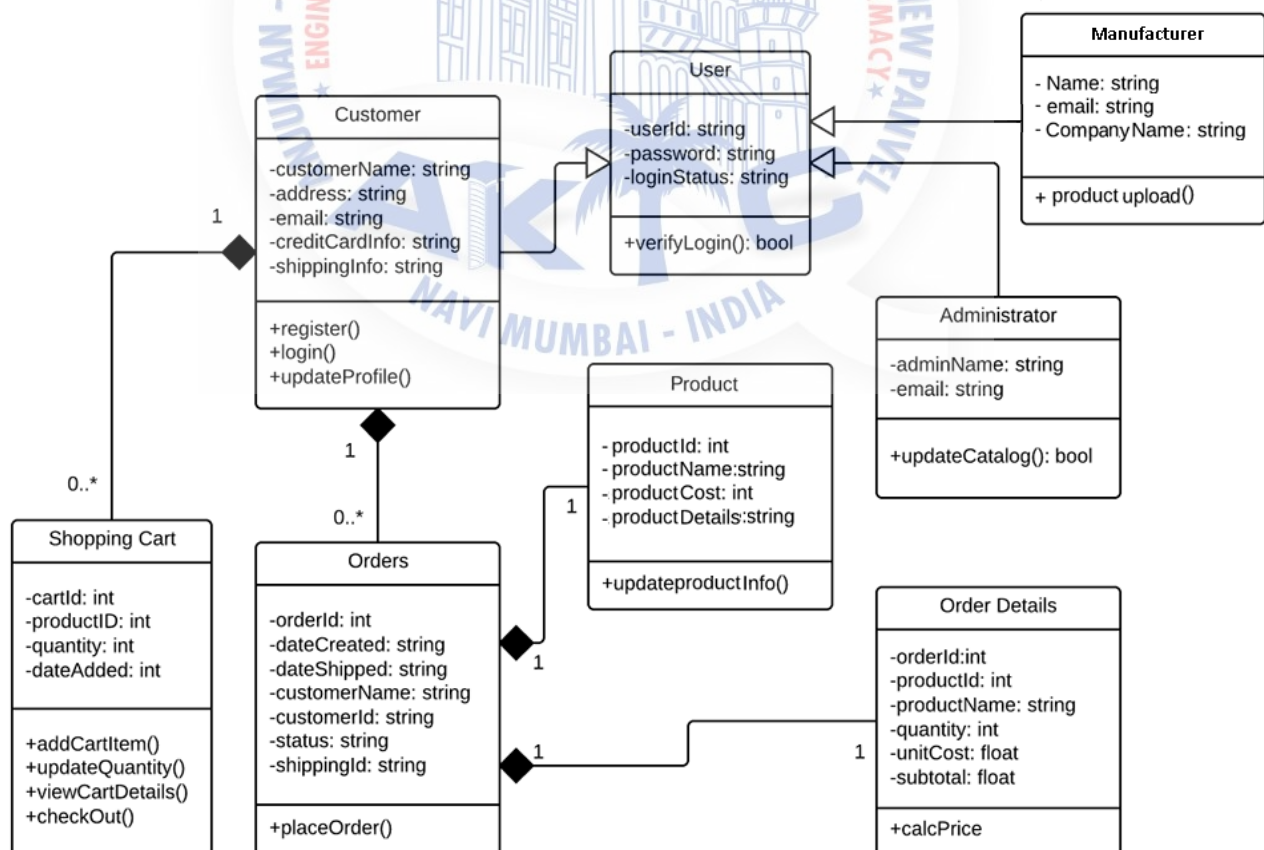 Manufacturer
- Name: string
- email: string
- CompanyName: string
+ product upload()
User
-userId: string
-password: string
-loginStatus: string
+verifyLogin(): bool
Customer
-customerName: string
-address: string
-email: string
-creditCardInfo: string
-shippingInfo: string
+register()
+login()
+updateProfile()
1
0..*
1
0..*
Administrator
-adminName: string
-email: string
+updateCatalog(): bool
Product
- productId: int
- productName:string
- productCost: int
- productDetails:string
+updateproductInfo()
1
1
Shopping Cart
-cartId: int
-productID: int
-quantity: int
-dateAdded: int
+addCartItem()
+updateQuantity()
+viewCartDetails()
+checkOut()
Orders
-orderId: int
-dateCreated: string
-dateShipped: string
-customerName: string
-customerId: string
-status: string
-shippingId: string
+placeOrder()
1
1
Order Details
-orderId:int
-productId: int
-productName: string
-quantity: int
-unitCost: float
-subtotal: float
+calcPrice
AKTC
NAVI MUMBAI - INDIA
NEW PANVEL